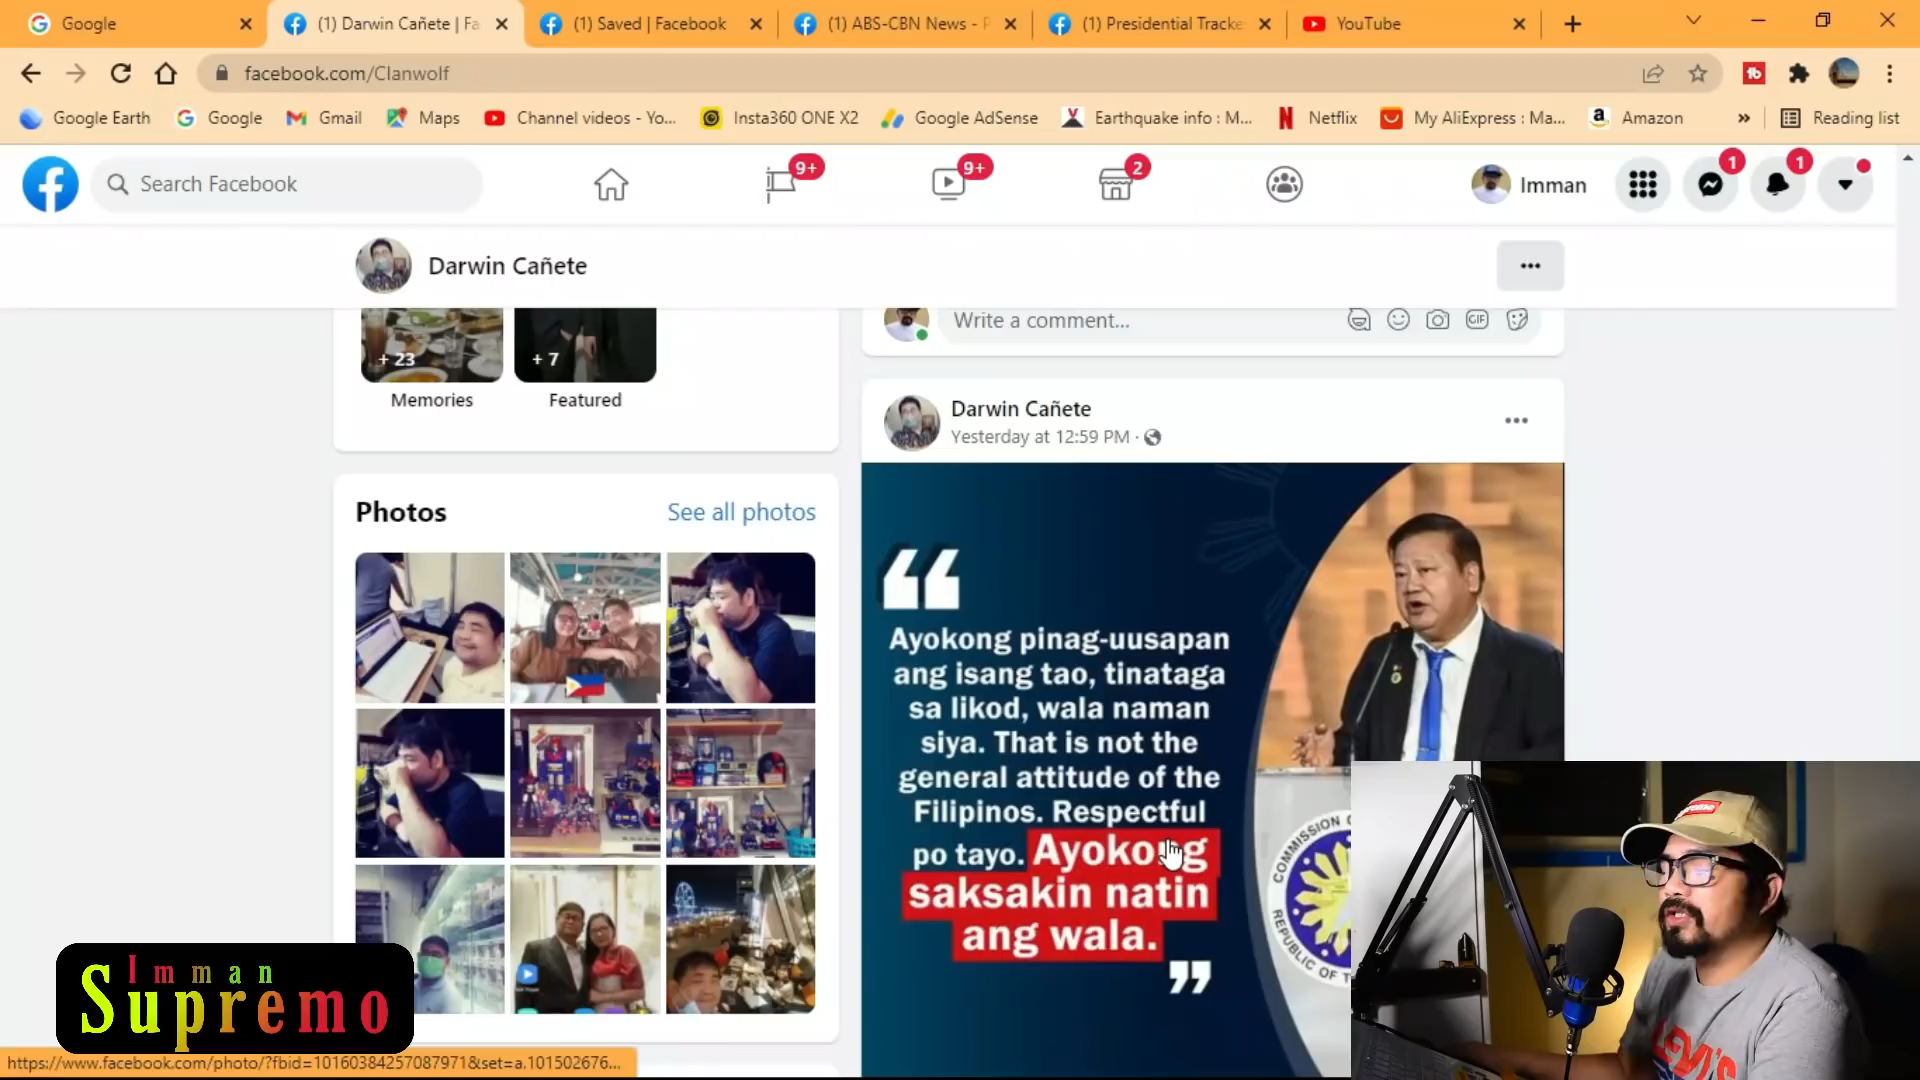 Google
(1) Darwin Cañete | Fa
(1) Saved | Facebook
(1) ABS-CBN News - P
(1) Presidential Tracke
YouTube
facebook.com/Clanwolf
Google Earth
Google
Gmail
Maps
Channel videos - Yo...
Insta360 ONE X2
Google AdSense
Earthquake info : M...
Netflix
My AliExpress : Ma...
Amazon
»
Reading list
Search Facebook
9+
9+
2
Imman
1
1
Darwin Cañete
+ 23
+ 7
Memories
Featured
Write a comment...
GIF
Darwin Cañete
Yesterday at 12:59 PM ·
Photos
See all photos
“
Ayokong pinag-uusapan
ang isang tao, tinataga
sa likod, wala naman
siya. That is not the
general attitude of the
Filipinos. Respectful
po tayo. Ayokong
saksakin natin
ang wala.
”
COMMISSION
REPUBLIC OF T
Imman
Supremo
https://www.facebook.com/photo/?fbid=10160384257087971&set=a.101502676...